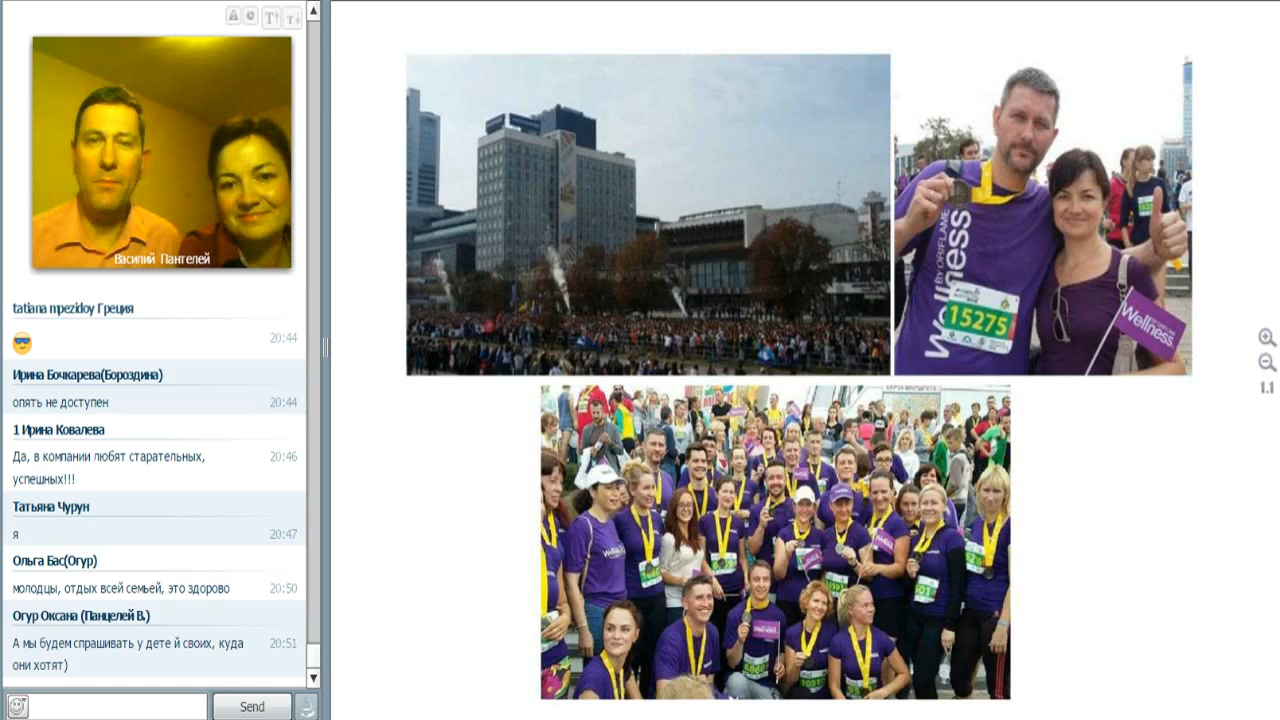 Василий Пантелей
tatiana mpezidoy Греция
20:44
Ирина Бочкарева(Бороздина)
опять не доступен 20:44
1 Ирина Ковалева
Да, в компании любят старательных, 20:46
успешных!!!
Татьяна Чурун
я 20:47
Ольга Бас(Огур)
молодцы, отдых всей семьей, это здорово 20:50
Огур Оксана (Панцелей В.)
А мы будем спрашивать у дете й своих, куда 20:51
они хотят)
Send
BY ORIFLAME
Wellness
15275
Wellness
Wellness
1.1